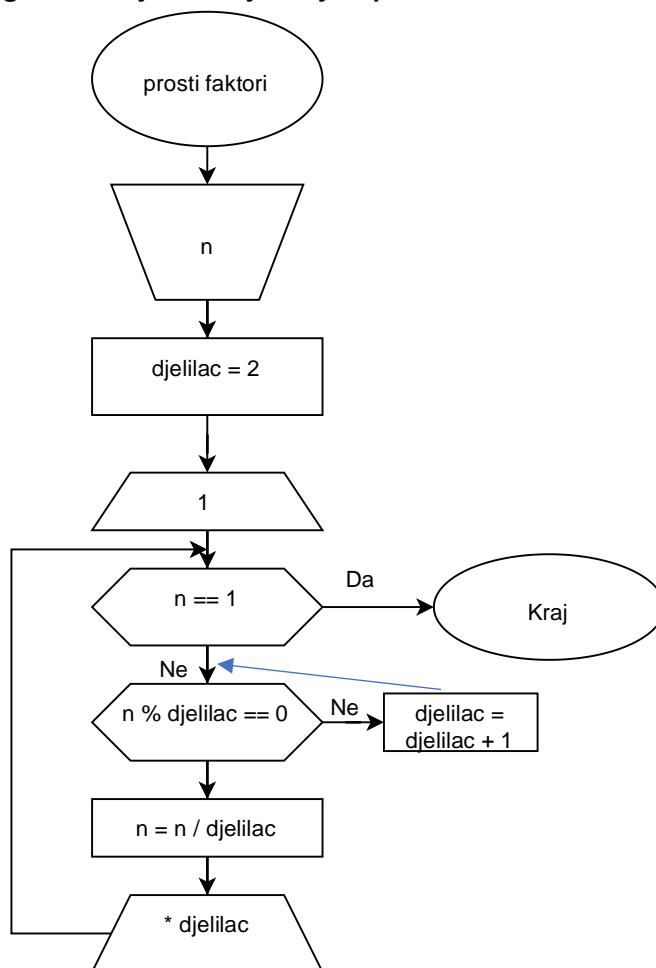 prosti faktori
n
djelilac = 2
1
n == 1
Da
Kraj
Ne
n % djelilac == 0
Ne
djelilac =
djelilac + 1
n = n / djelilac
* djelilac